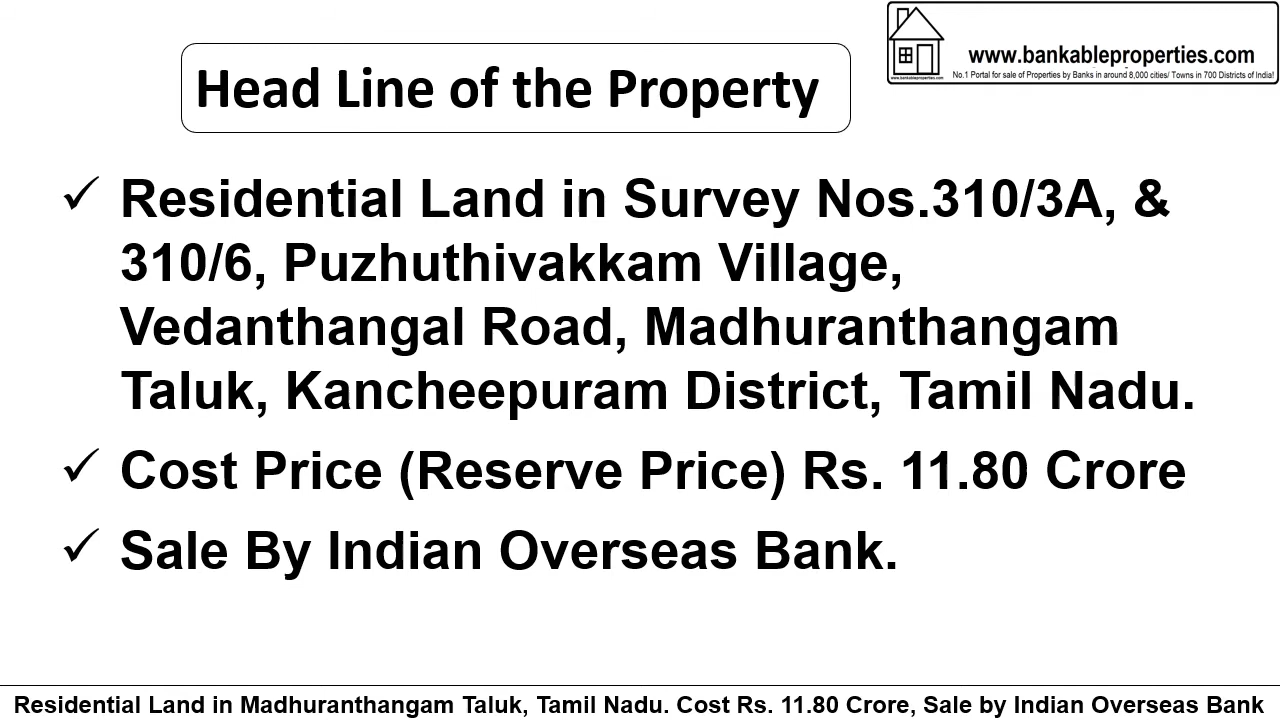 www.bankableproperties.com
No.1 Portal for sale of Properties by Banks in around 8,000 cities/ Towns in 700 Districts of India!
www.bankableproperties.com
Head Line of the Property
✓ Residential Land in Survey Nos.310/3A, &
310/6, Puzhuthivakkam Village,
Vedanthangal Road, Madhuranthangam
Taluk, Kancheepuram District, Tamil Nadu.
✓ Cost Price (Reserve Price) Rs. 11.80 Crore
✓ Sale By Indian Overseas Bank.
Residential Land in Madhuranthangam Taluk, Tamil Nadu. Cost Rs. 11.80 Crore, Sale by Indian Overseas Bank